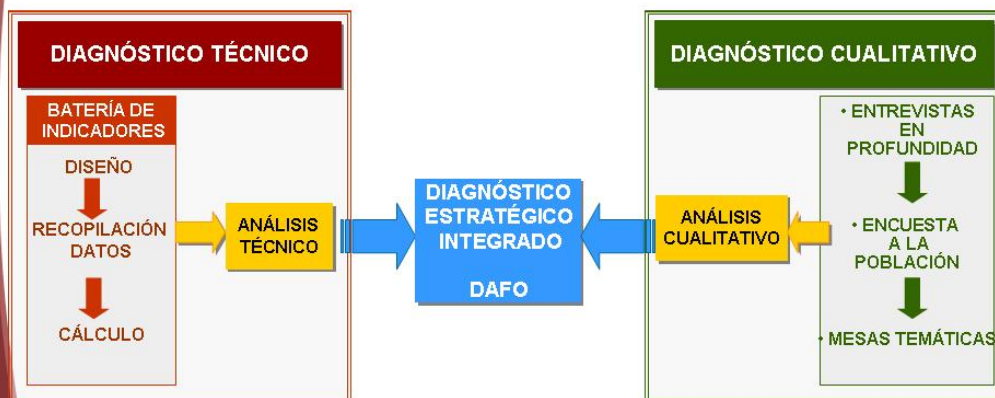 DIAGNÓSTICO TÉCNICO
BATERÍA DE
INDICADORES
DISEÑO
RECOPILACIÓN
DATOS
CÁLCULO
ANÁLISIS
TÉCNICO
DIAGNÓSTICO
ESTRATÉGICO
INTEGRADO
DAFO
DIAGNÓSTICO CUALITATIVO
ANÁLISIS
CUALITATIVO
• ENTREVISTAS
EN
PROFUNDIDAD
• ENCUESTA
A LA
POBLACIÓN
• MESAS TEMÁTICAS